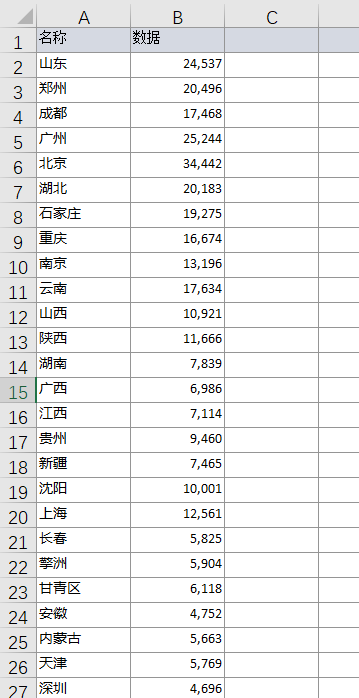 A B C
1 名称 数据
2 山东 24,537
3 郑州 20,496
4 成都 17,468
5 广州 25,244
6 北京 34,442
7 湖北 20,183
8 石家庄 19,275
9 重庆 16,674
10 南京 13,196
11 云南 17,634
12 山西 10,921
13 陕西 11,666
14 湖南 7,839
15 广西 6,986
16 江西 7,114
17 贵州 9,460
18 新疆 7,465
19 沈阳 10,001
20 上海 12,561
21 长春 5,825
22 擎洲 5,904
23 甘青区 6,118
24 安徽 4,752
25 内蒙古 5,663
26 天津 5,769
27 深圳 4,696